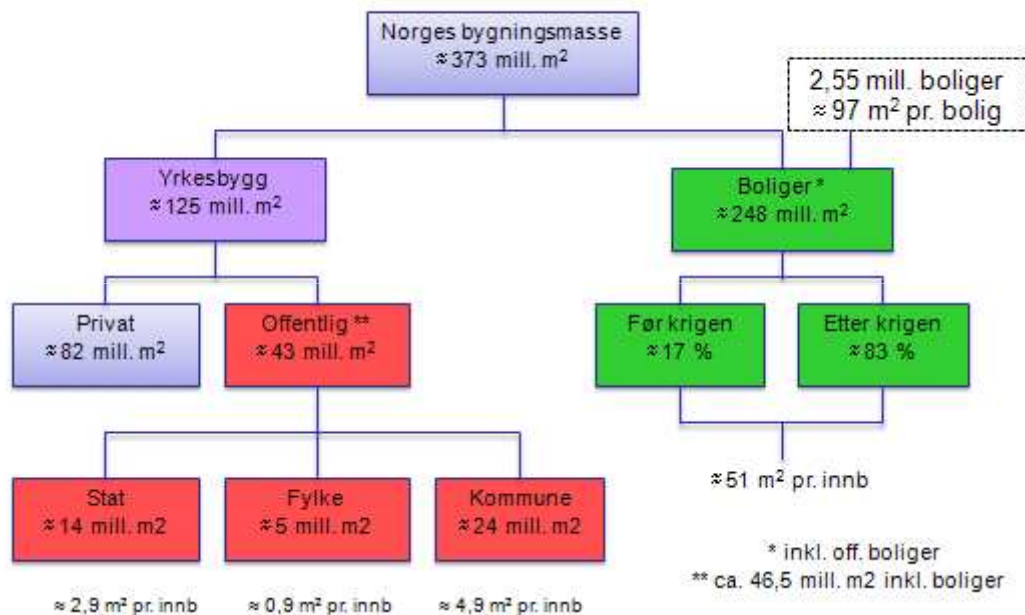 Norges bygningsmasse
≈373 mill. m²
2,55 mill. boliger
≈97 m² pr. bolig
Yrkesbygg
≈125 mill. m²
Boliger*
≈248 mill. m²
Privat
≈82 mill. m²
Offentlig **
≈43 mill. m²
Før krigen
≈17 %
Etter krigen
≈83 %
≈51 m² pr. innb
Stat
≈14 mill. m2
Fylke
≈5 mill. m2
Kommune
≈24 mill. m2
* inkl. off. boliger
** ca. 46,5 mill. m2 inkl. boliger
≈ 2,9 m² pr. innb
≈ 0,9 m² pr. innb
≈ 4,9 m² pr. innb